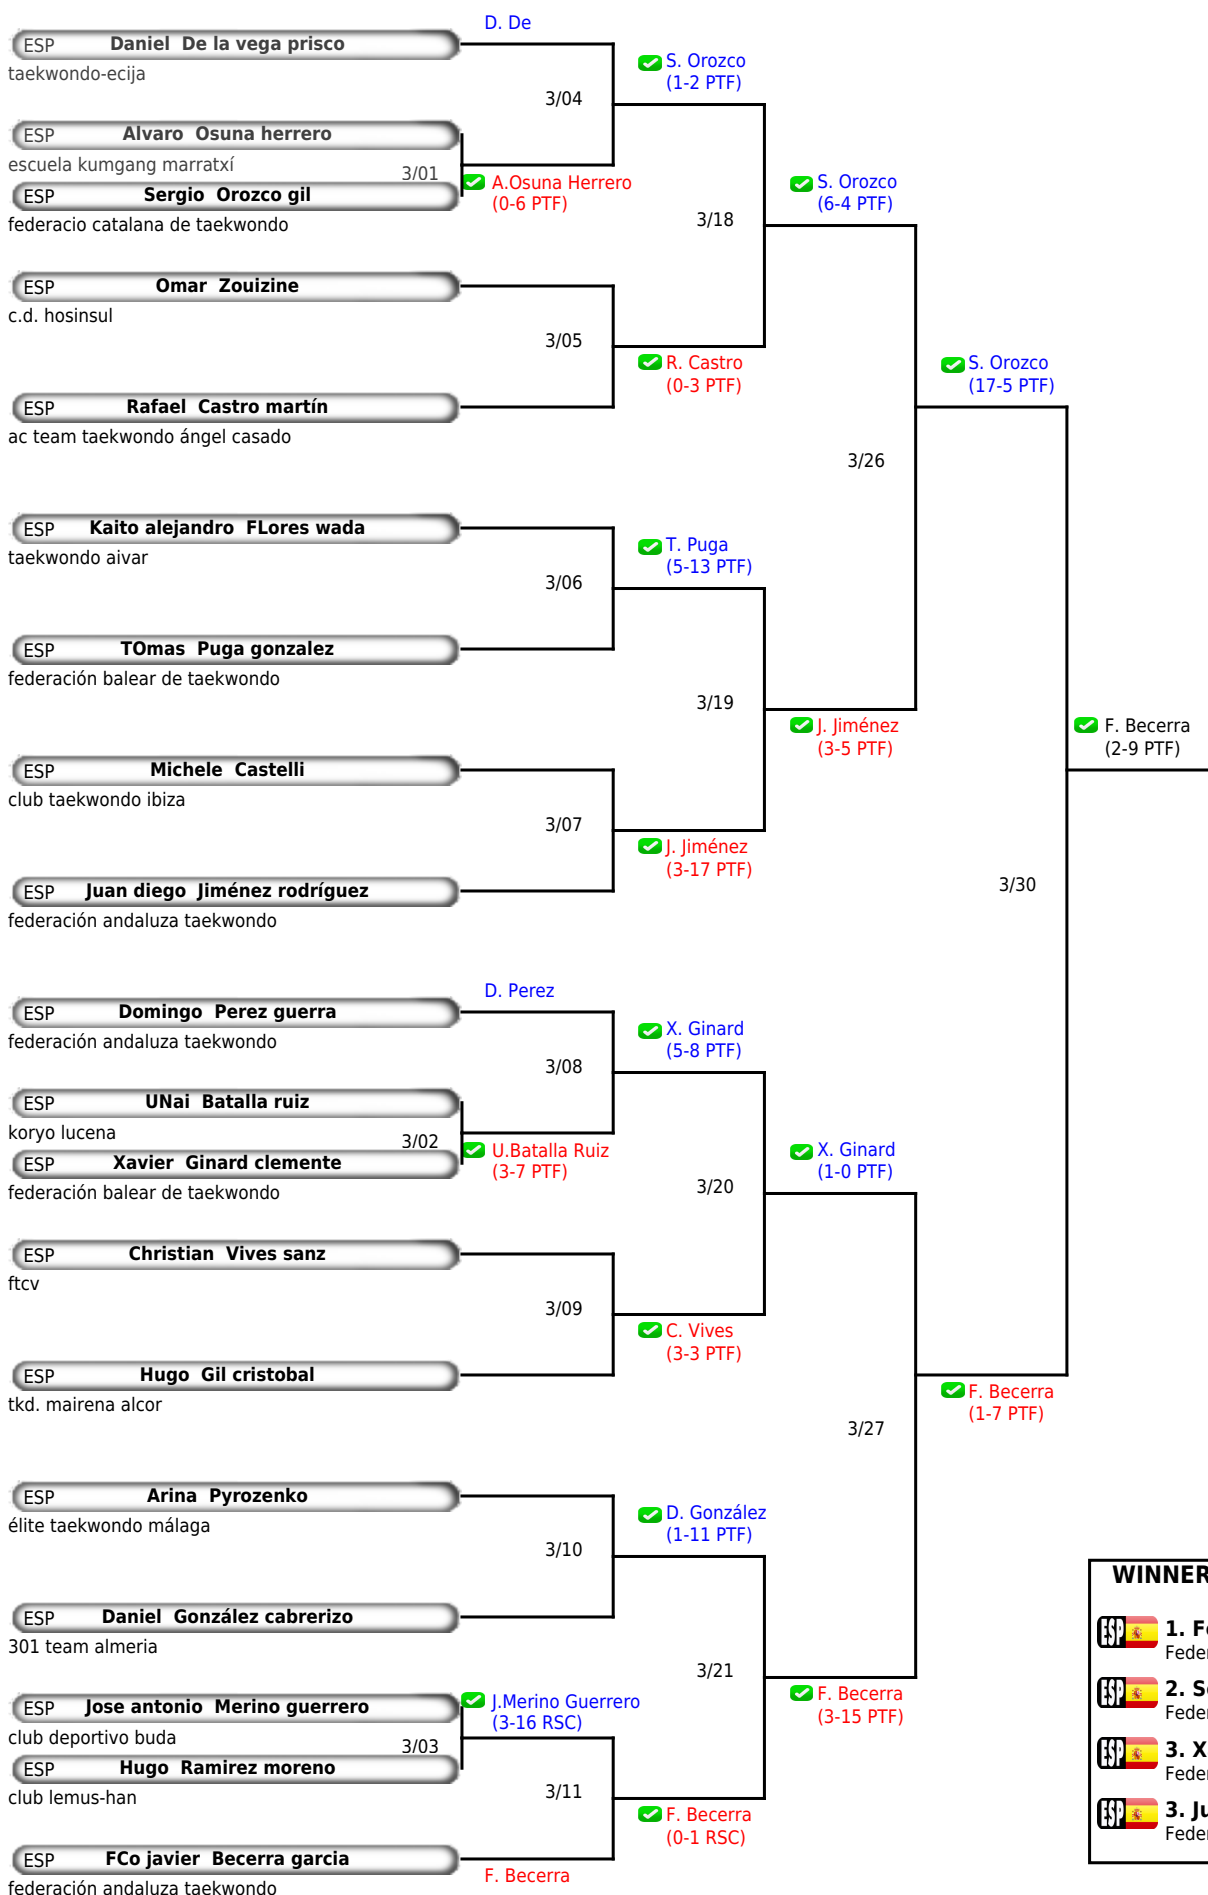 D. De
ESP Daniel De la vega prisco
taekwondo-ecija
S. Orozco
(1-2 PTF)
3/04
ESP Alvaro Osuna herrero
escuela kumgang marratxí
3/01
ESP Sergio Orozco gil
federacio catalana de taekwondo
A.Osuna Herrero
(0-6 PTF)
S. Orozco
(6-4 PTF)
3/18
ESP Omar Zouizine
c.d. hosinsul
3/05
R. Castro
(0-3 PTF)
S. Orozco
(17-5 PTF)
ESP Rafael Castro martín
ac team taekwondo ángel casado
3/26
ESP Kaito alejandro FLores wada
taekwondo aivar
T. Puga
(5-13 PTF)
3/06
ESP TOmas Puga gonzalez
federación balear de taekwondo
3/19
J. Jiménez
(3-5 PTF)
F. Becerra
(2-9 PTF)
ESP Michele Castelli
club taekwondo ibiza
3/07
J. Jiménez
(3-17 PTF)
ESP Juan diego Jiménez rodríguez
federación andaluza taekwondo
3/30
D. Perez
ESP Domingo Perez guerra
federación andaluza taekwondo
X. Ginard
(5-8 PTF)
3/08
ESP UNai Batalla ruiz
koryo lucena
3/02
ESP Xavier Ginard clemente
federación balear de taekwondo
U.Batalla Ruiz
(3-7 PTF)
X. Ginard
(1-0 PTF)
3/20
ESP Christian Vives sanz
ftcv
3/09
C. Vives
(3-3 PTF)
ESP Hugo Gil cristobal
tkd. mairena alcor
F. Becerra
(1-7 PTF)
3/27
ESP Arina Pyrozenko
élite taekwondo málaga
D. González
(1-11 PTF)
3/10
ESP Daniel González cabrerizo
301 team almeria
3/21
F. Becerra
(3-15 PTF)
ESP Jose antonio Merino guerrero
club deportivo buda
3/03
ESP Hugo Ramirez moreno
club lemus-han
J.Merino Guerrero
(3-16 RSC)
3/11
F. Becerra
(0-1 RSC)
ESP FCo javier Becerra garcia
federación andaluza taekwondo
F. Becerra
WINNER
ESP 1. F
Feder
ESP 2. S
Feder
ESP 3. X
Feder
ESP 3. Ju
Feder